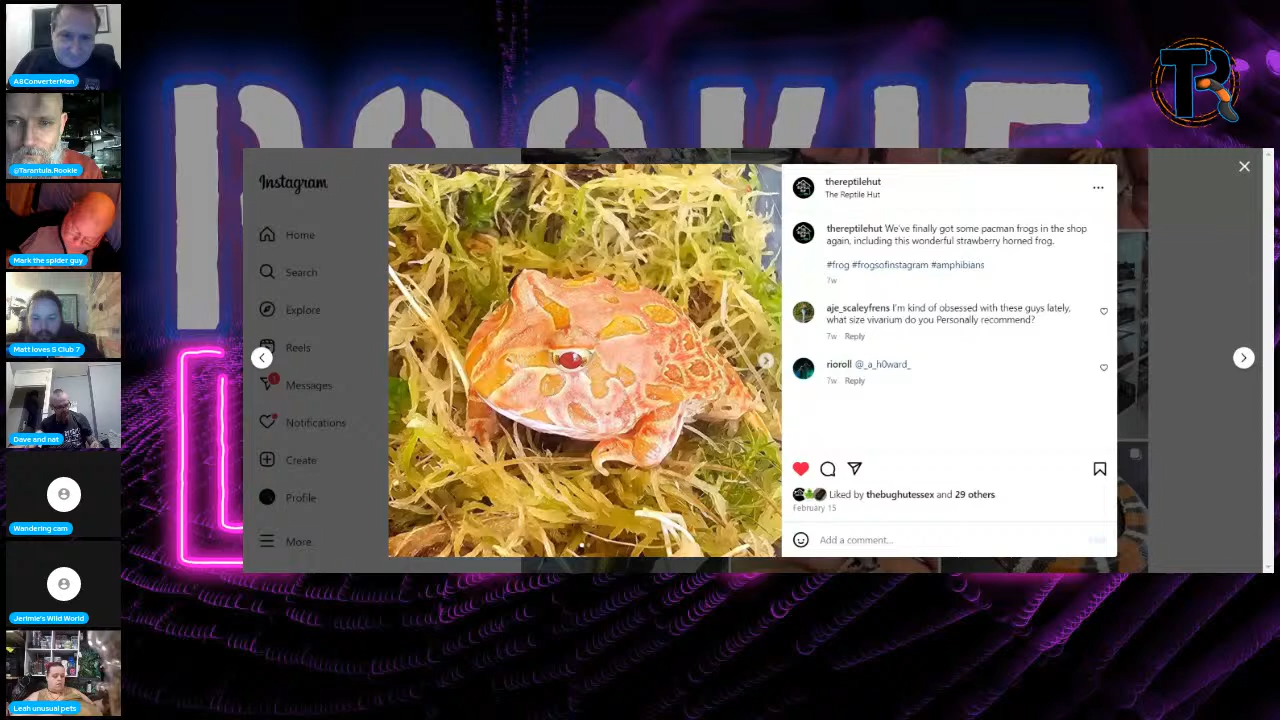 ABConverterMan
@Tarantula.Rookie
Mark the spider guy
Matt loves S Club 7
Dave and nat
Wandering cam
Jerimie's Wild World
Leah unusual pets
ROOKIE
TR
Instagram
Home
Search
Explore
Reels
1
Messages
Notifications
Create
Profile
More
thereptilehut
The Reptile Hut
thereptilehut We've finally got some pacman frogs in the shop
again, including this wonderful strawberry horned frog.
#frog #frogsofinstagram #amphibians
7w
aje_scaleyfrens I'm kind of obsessed with these guys lately,
what size vivarium do you Personally recommend?
7w Reply
rioroll @_a_h0ward_
7w Reply
Liked by thebughutessex and 29 others
February 15
Add a comment...